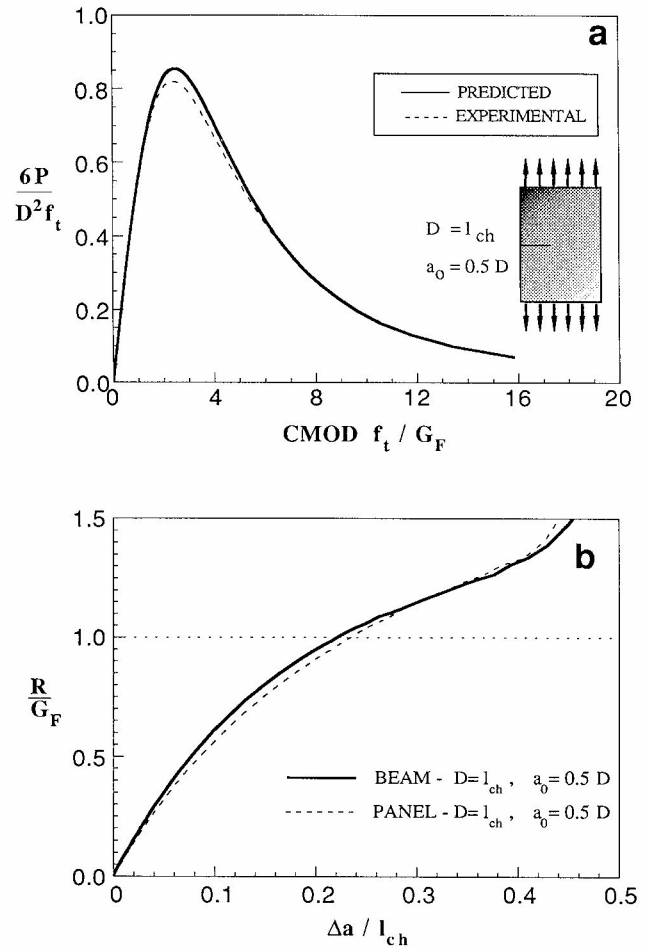 a
1.0
0.8
0.6
0.4
0.2
0.0
6P
D²fₜ
PREDICTED
EXPERIMENTAL
D = l_ch
a_o = 0.5 D
0 4 8 12 16 20
CMOD fₜ / G_F
b
1.5
1.0
0.5
0.0
R
G_F
BEAM - D= l_ch , a_0 = 0.5 D
PANEL - D= l_ch , a_0 = 0.5 D
0 0.1 0.2 0.3 0.4 0.5
Δa / l_ch